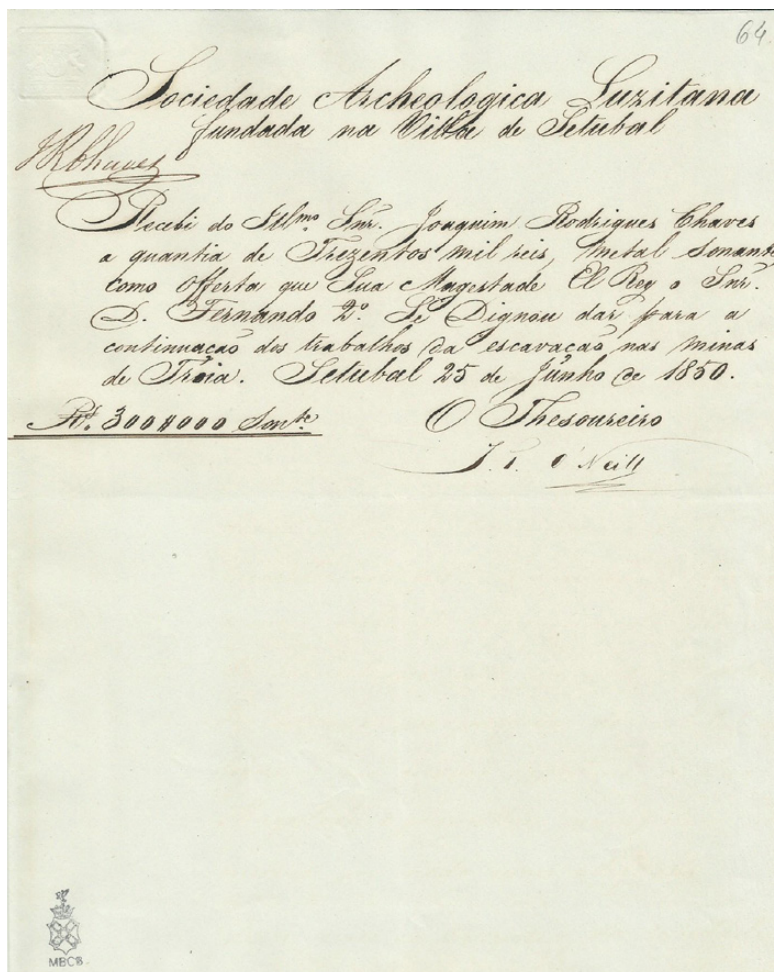 64.
Sociedade Archeologica Luzitana
fundada na Villa de Setubal
JRChaves
Recebi do Illmo. Snr. Joaquim Rodrigues Chaves
a quantia de Trezentos mil reis, metal sonante
como offerta que Sua Magestade El Rey o Snr.
D. Fernando 2º. Se Dignou dar para a
continuação dos trabalhos da escavação nas minas
de Troia. Setubal 25 de Junho de 1850.
Rs. 300$000 Sonte.
O Thesoureiro
O'Neill
MBCB